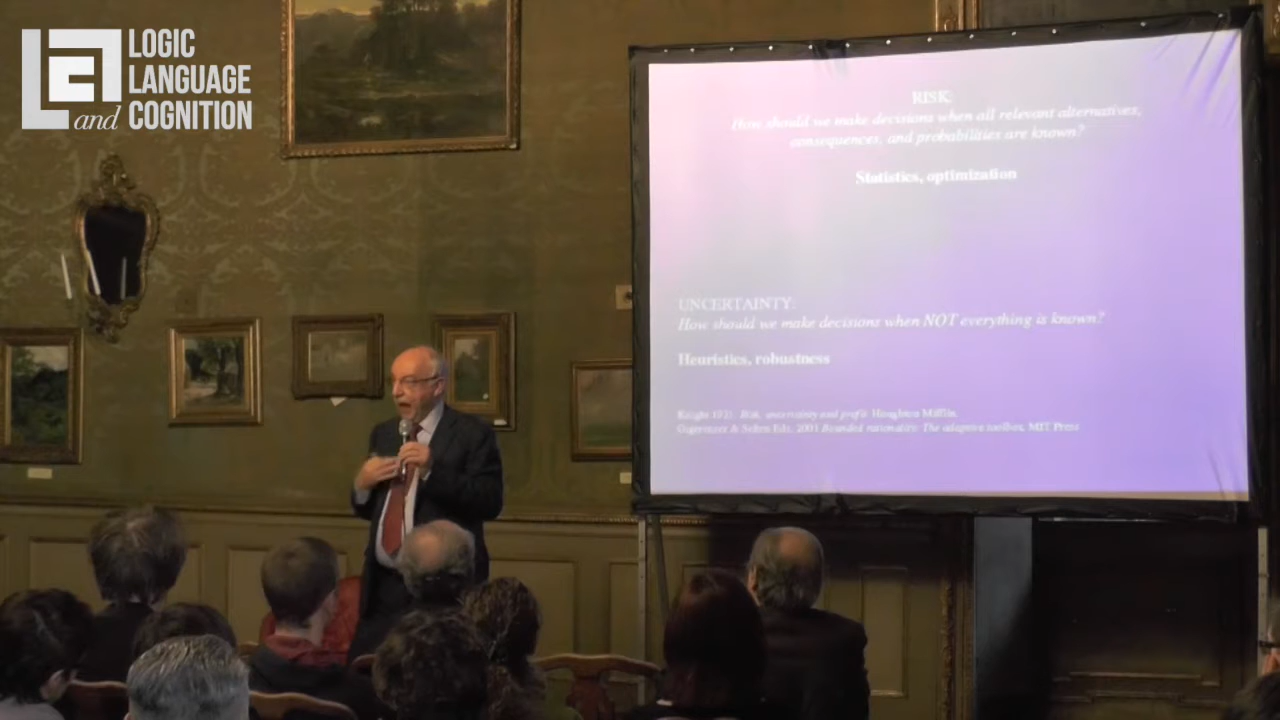 LOGIC
LANGUAGE
and COGNITION
RISK:
How should we make decisions when all relevant alternatives,
consequences, and probabilities are known?
Statistics, optimization
UNCERTAINTY:
How should we make decisions when NOT everything is known?
Heuristics, robustness
Knight Risk, uncertainty and profit Houghton Mifflin.
Gigerenzer & Selten Eds. 2001 Bounded rationality: The adaptive toolbox, MIT Press